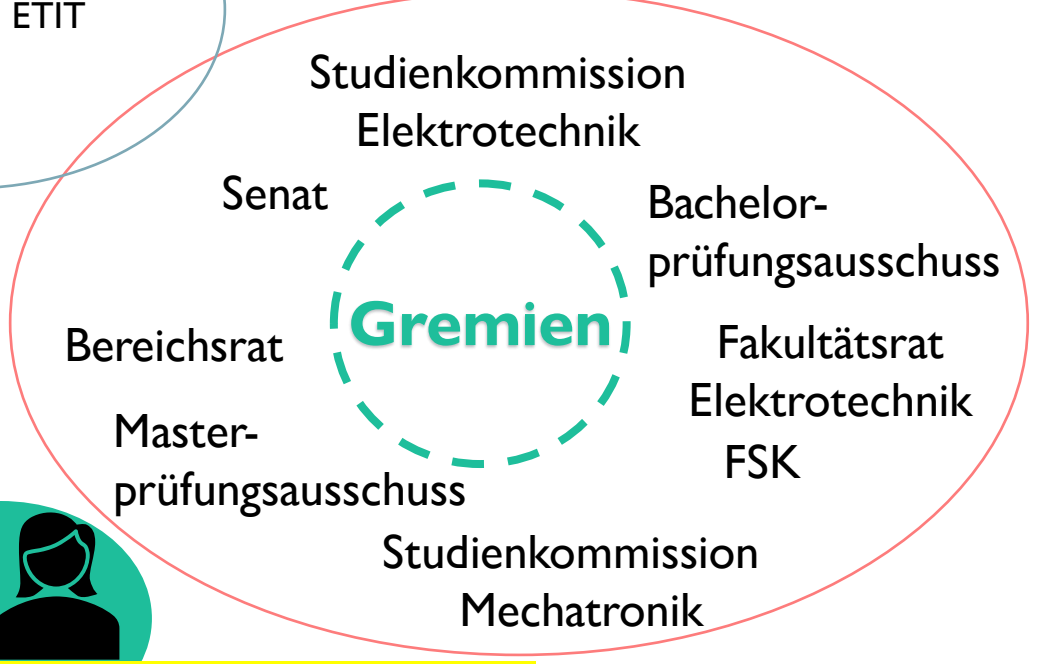 ETIT
Studienkommission
Elektrotechnik
Senat
Bachelor-
prüfungsausschuss
Gremien
Bereichsrat
Fakultätsrat
Elektrotechnik
FSK
Master-
prüfungsausschuss
Studienkommission
Mechatronik